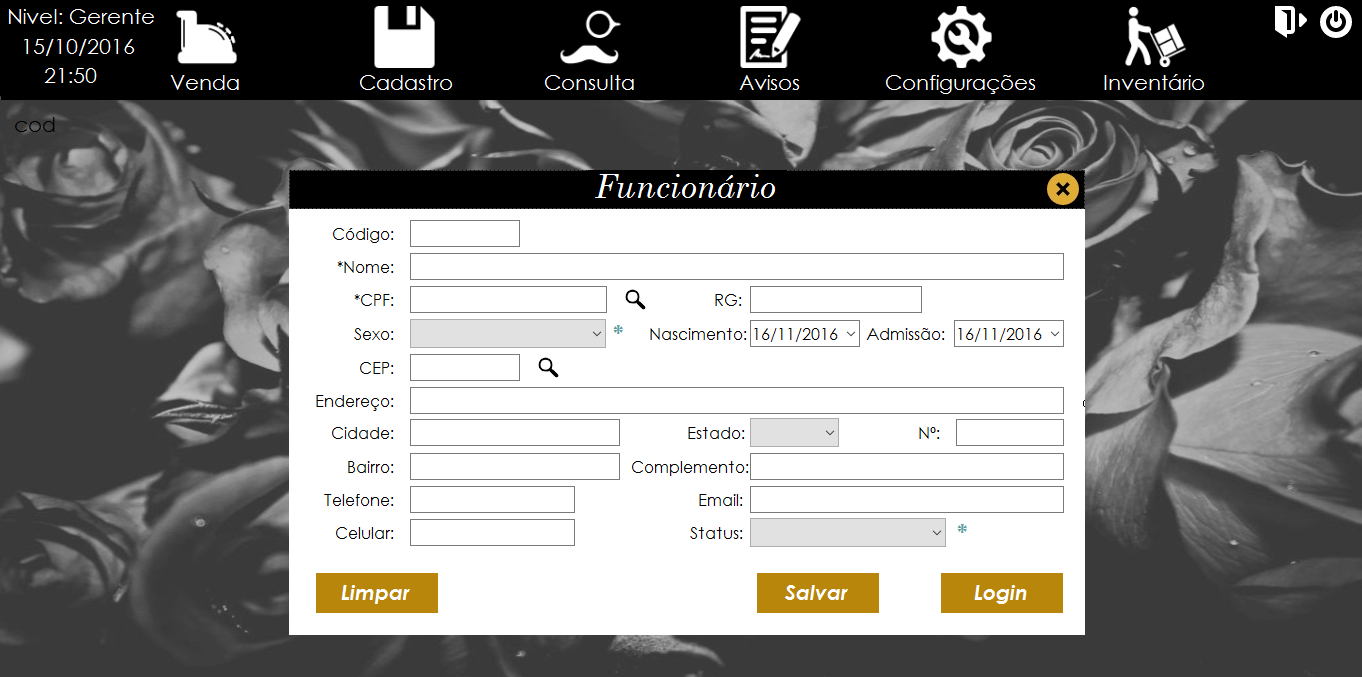 Nivel: Gerente
15/10/2016
21:50
Venda
Cadastro
Consulta
Avisos
Configurações
Inventário
cod
Funcionário
Código:
*Nome:
*CPF: RG:
Sexo: * Nascimento: 16/11/2016 Admissão: 16/11/2016
CEP:
Endereço:
Cidade: Estado: Nº:
Bairro: Complemento:
Telefone: Email:
Celular: Status: *
Limpar Salvar Login